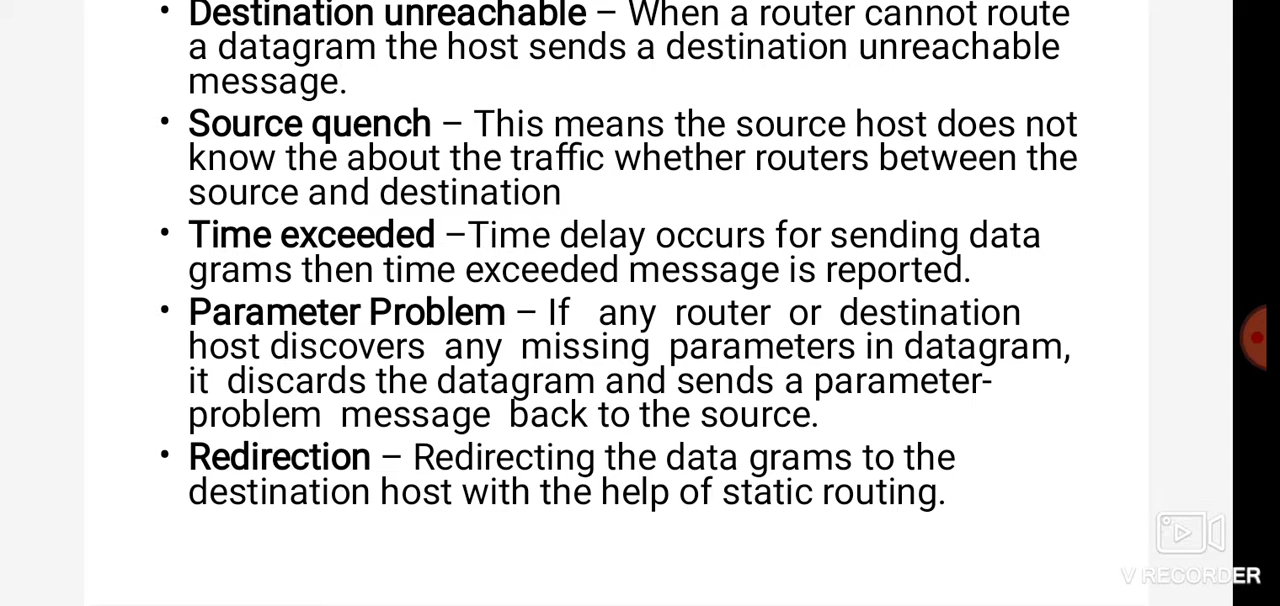 • Destination unreachable – When a router cannot route
a datagram the host sends a destination unreachable
message.
• Source quench – This means the source host does not
know the about the traffic whether routers between the
source and destination
• Time exceeded –Time delay occurs for sending data
grams then time exceeded message is reported.
• Parameter Problem – If any router or destination
host discovers any missing parameters in datagram,
it discards the datagram and sends a parameter-
problem message back to the source.
• Redirection – Redirecting the data grams to the
destination host with the help of static routing.
V RECORDER